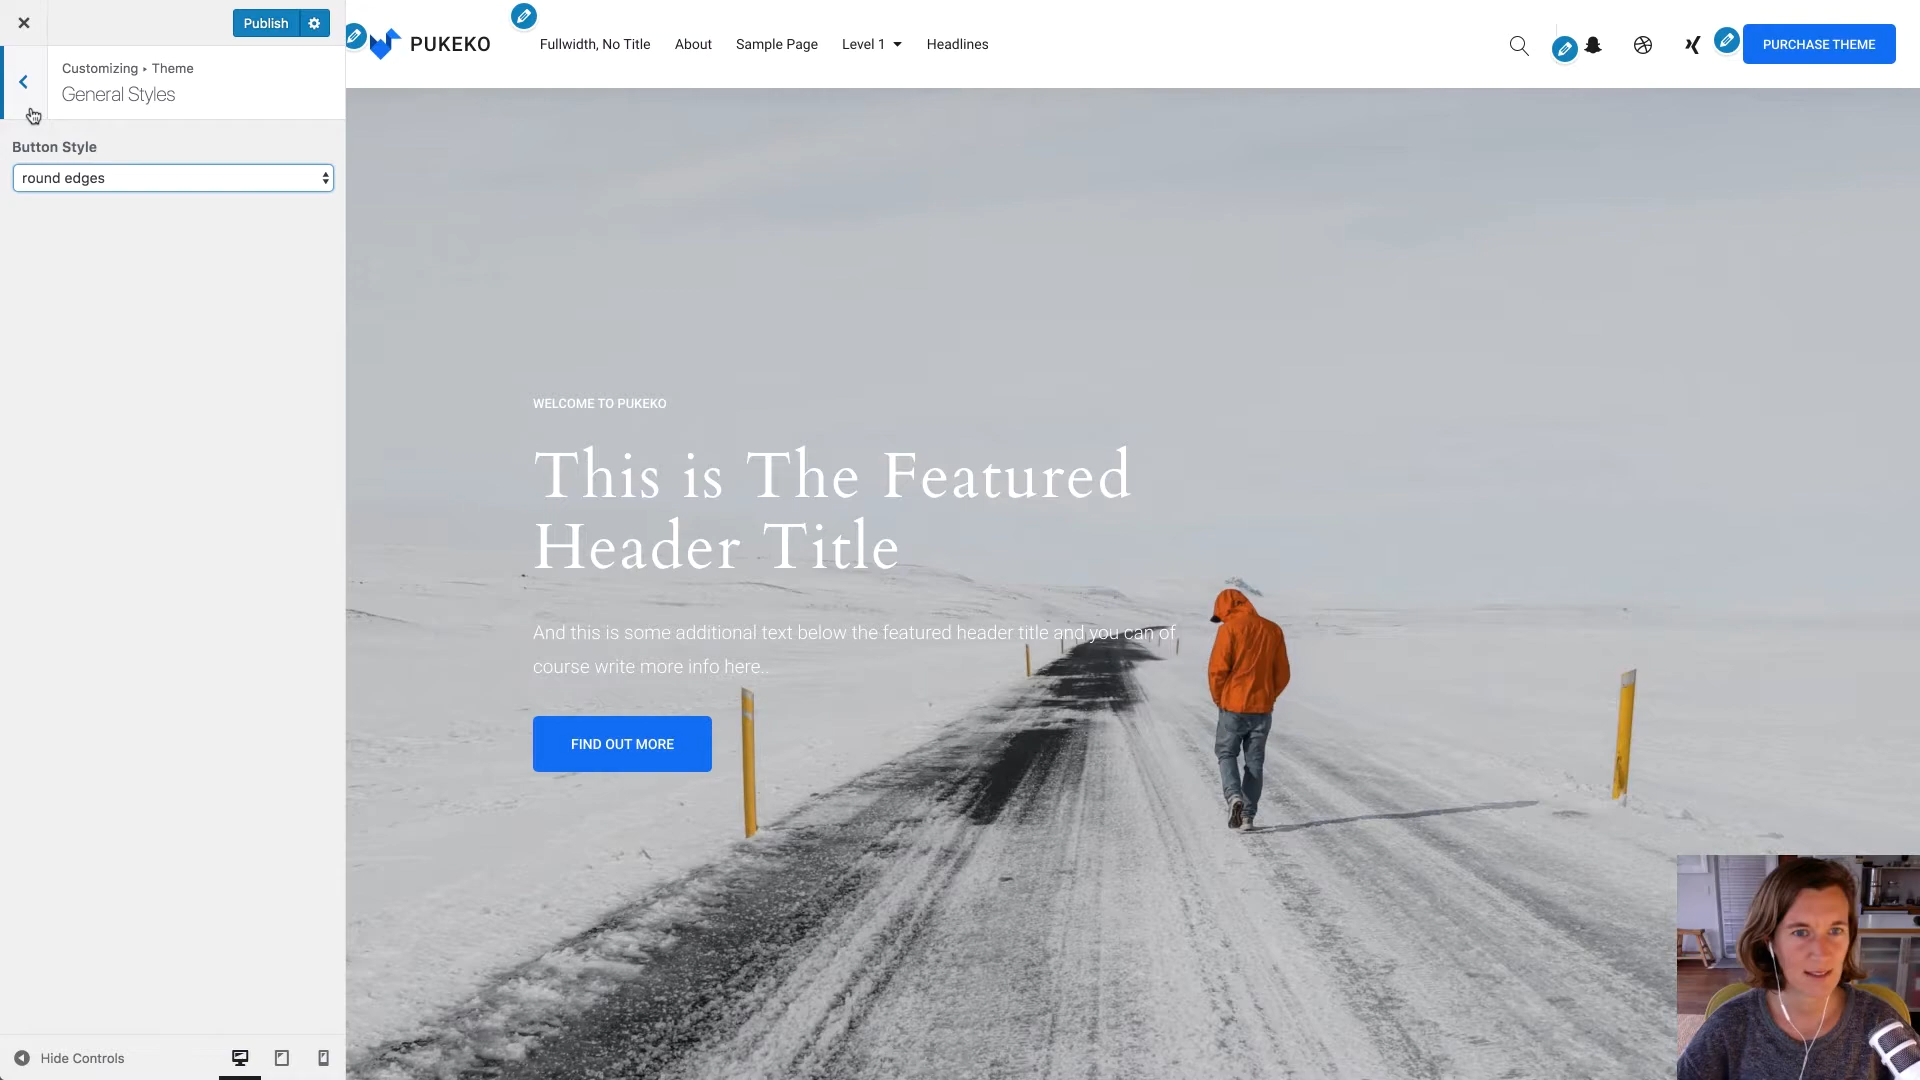 Publish
Customizing ▸ Theme
General Styles
Button Style
round edges
Hide Controls
PUKEKO
Fullwidth, No Title
About
Sample Page
Level 1
Headlines
PURCHASE THEME
WELCOME TO PUKEKO
This is The Featured
Header Title
And this is some additional text below the featured header title and you can of
course write more info here..
FIND OUT MORE